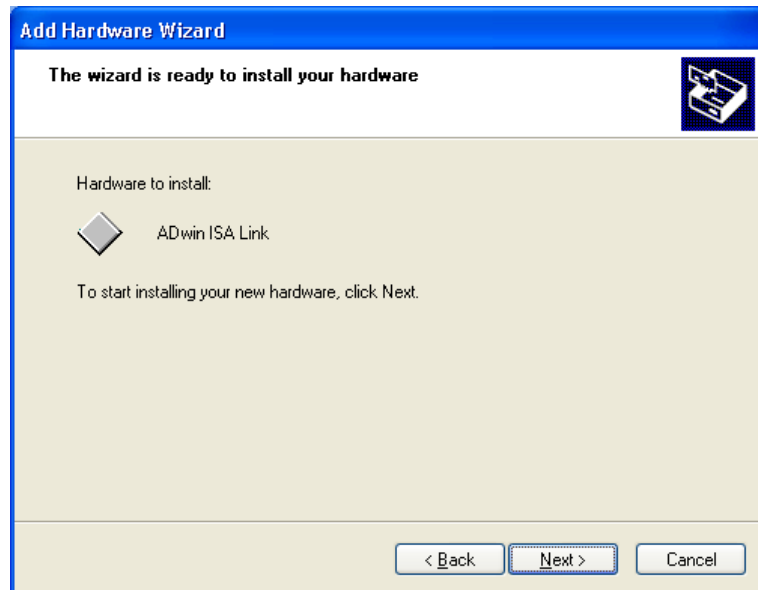 Add Hardware Wizard
The wizard is ready to install your hardware
Hardware to install:
ADwin ISA Link
To start installing your new hardware, click Next.
< Back
Next >
Cancel